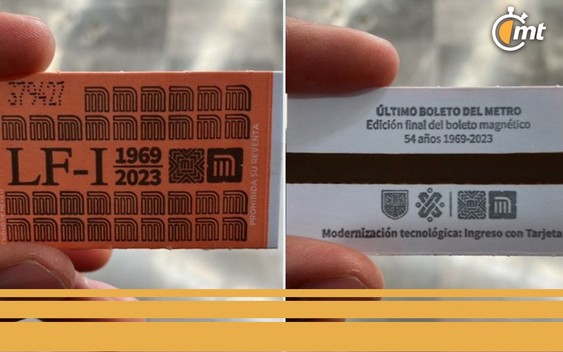 379427
LF-I 1969
2023
PROHIBIDA SU REVENTA
mt
ÚLTIMO BOLETO DEL METRO
Edición final del boleto magnético
54 años 1969-2023
Modernización tecnológica: Ingreso con Tarjeta